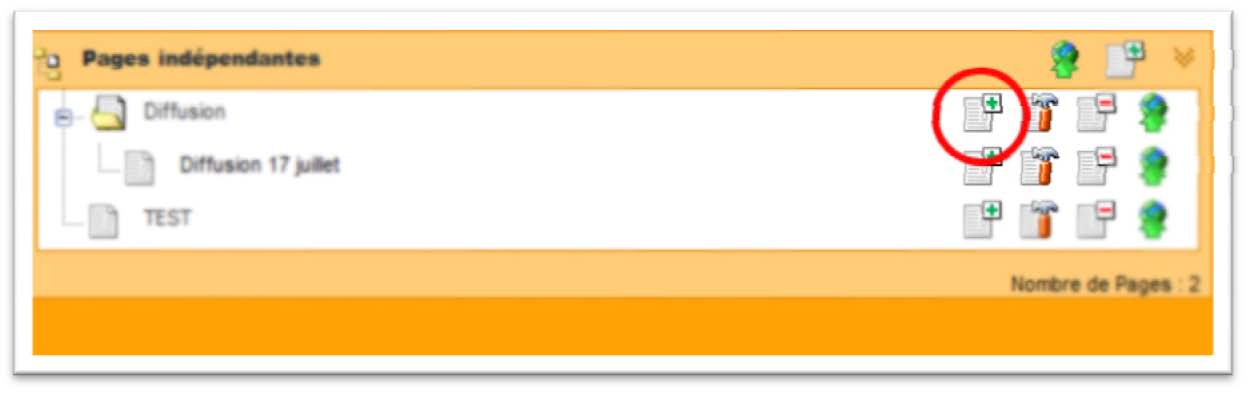 Pages indépendantes
Diffusion
Diffusion 17 juillet
TEST
Nombre de Pages : 2